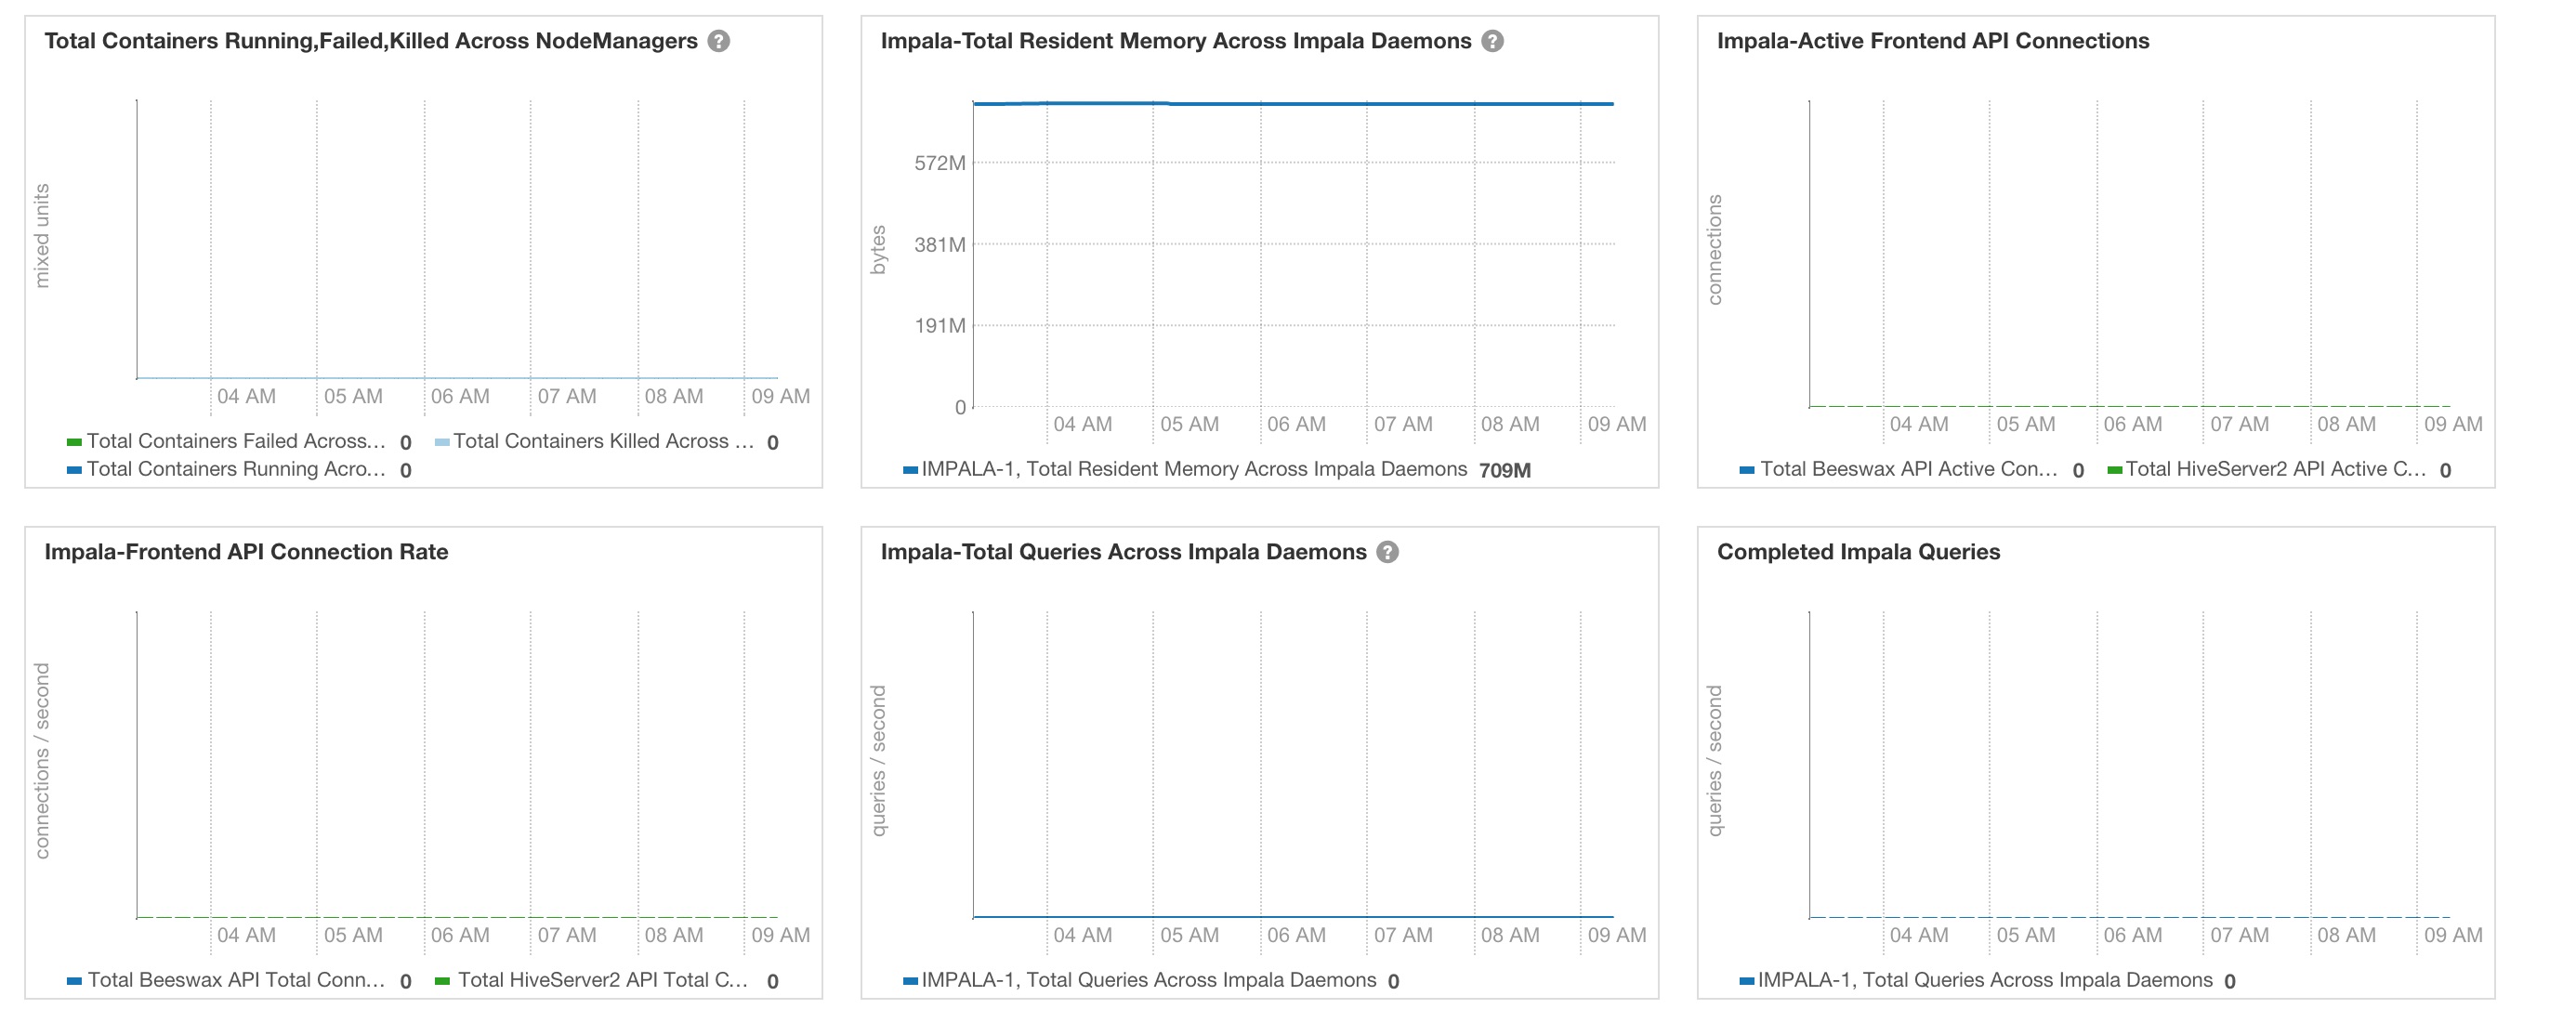 Total Containers Running,Failed,Killed Across NodeManagers ?
mixed units
04 AM 05 AM 06 AM 07 AM 08 AM 09 AM
Total Containers Failed Across... 0 Total Containers Killed Across ... 0
Total Containers Running Acro... 0
Impala-Total Resident Memory Across Impala Daemons ?
bytes
572M
381M
191M
0
04 AM 05 AM 06 AM 07 AM 08 AM 09 AM
IMPALA-1, Total Resident Memory Across Impala Daemons 709M
Impala-Active Frontend API Connections
connections
04 AM 05 AM 06 AM 07 AM 08 AM 09 AM
Total Beeswax API Active Con... 0 Total HiveServer2 API Active C... 0
Impala-Frontend API Connection Rate
connections / second
04 AM 05 AM 06 AM 07 AM 08 AM 09 AM
Total Beeswax API Total Conn... 0 Total HiveServer2 API Total C... 0
Impala-Total Queries Across Impala Daemons ?
queries / second
04 AM 05 AM 06 AM 07 AM 08 AM 09 AM
IMPALA-1, Total Queries Across Impala Daemons 0
Completed Impala Queries
queries / second
04 AM 05 AM 06 AM 07 AM 08 AM 09 AM
IMPALA-1, Total Queries Across Impala Daemons 0